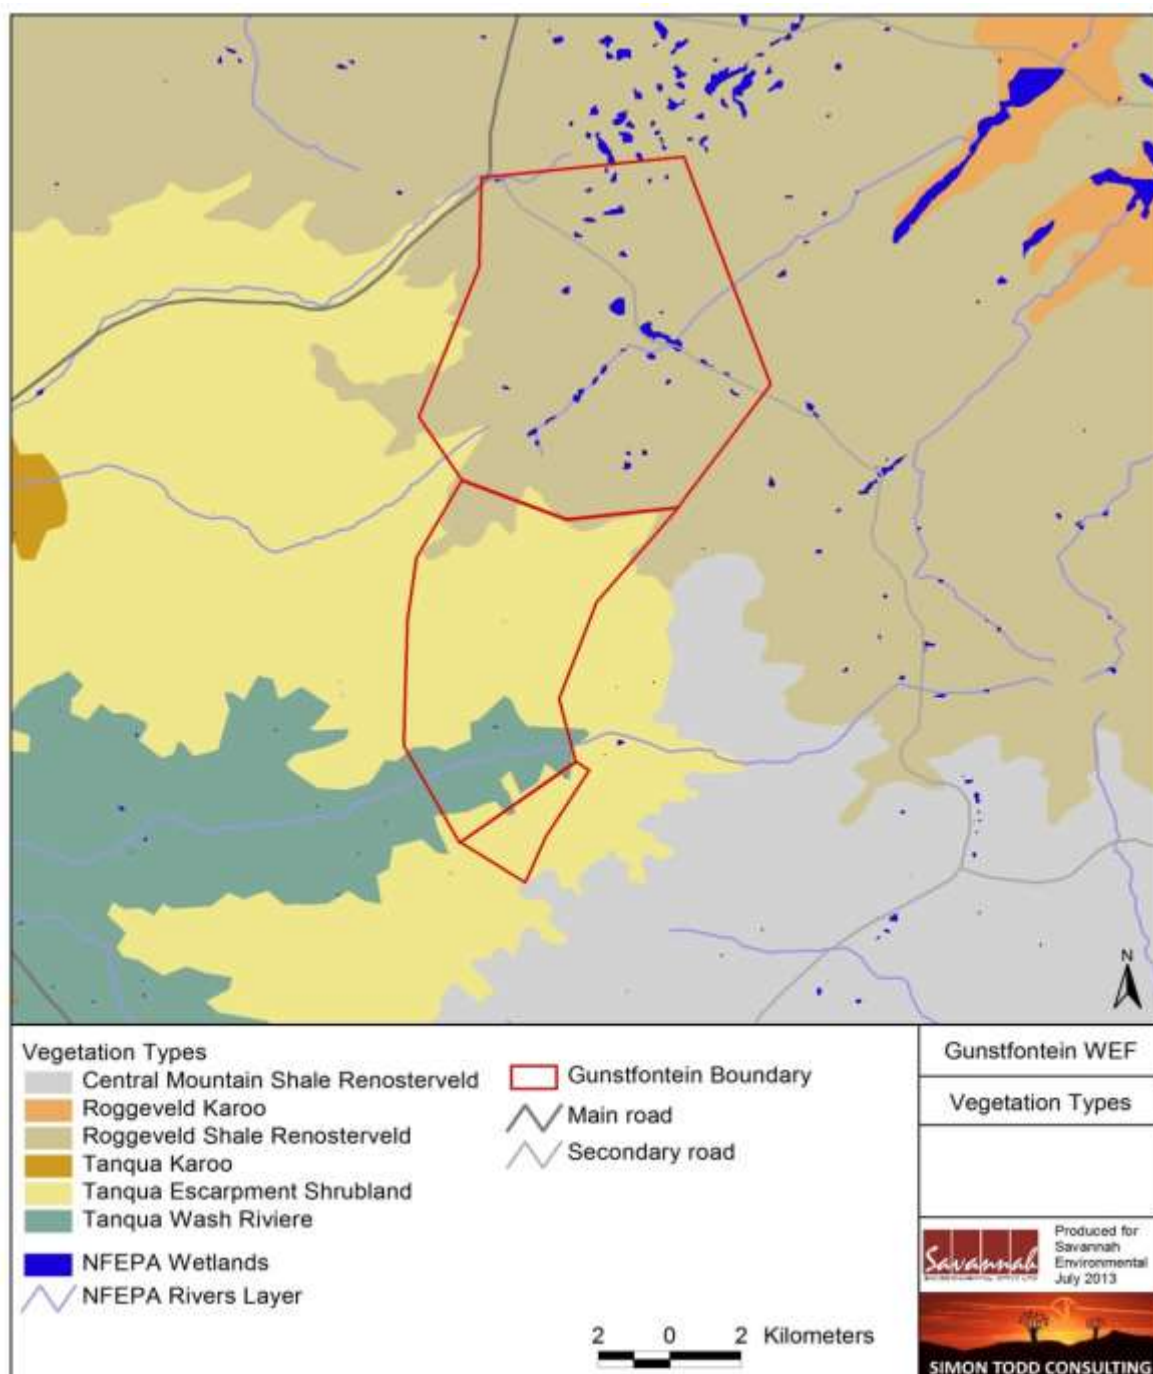 N
Vegetation Types
Central Mountain Shale Renosterveld
Roggeveld Karoo
Roggeveld Shale Renosterveld
Tanqua Karoo
Tanqua Escarpment Shrubland
Tanqua Wash Riviere
NFEPA Wetlands
NFEPA Rivers Layer
Gunstfontein Boundary
Main road
Secondary road
2 0 2 Kilometers
Gunstfontein WEF
Vegetation Types
Savannah
Produced for
Savannah
Environmental
July 2013
SIMON TODD CONSULTING